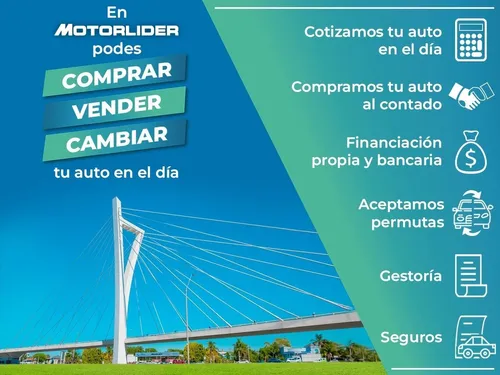 En
MOTORLIDER
podes
COMPRAR
VENDER
CAMBIAR
tu auto en el día
Cotizamos tu auto
en el día
Compramos tu auto
al contado
Financiación
propia y bancaria
$
Aceptamos
permutas
Gestoría
Seguros